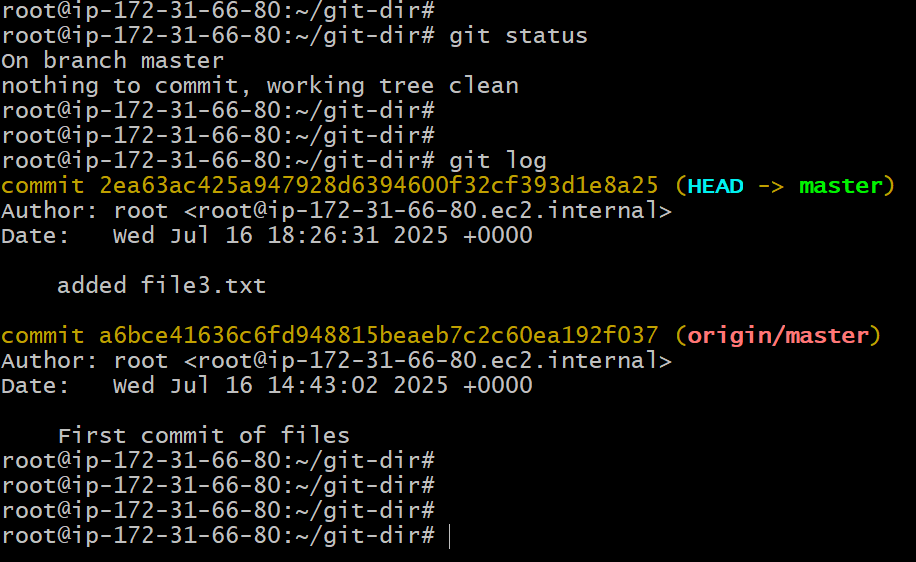 root@ip-172-31-66-80:~/git-dir#
root@ip-172-31-66-80:~/git-dir# git status
On branch master
nothing to commit, working tree clean
root@ip-172-31-66-80:~/git-dir#
root@ip-172-31-66-80:~/git-dir#
root@ip-172-31-66-80:~/git-dir# git log
commit 2ea63ac425a947928d6394600f32cf393d1e8a25 (HEAD -> master)
Author: root <root@ip-172-31-66-80.ec2.internal>
Date:   Wed Jul 16 18:26:31 2025 +0000

    added file3.txt

commit a6bce41636c6fd948815beaeb7c2c60ea192f037 (origin/master)
Author: root <root@ip-172-31-66-80.ec2.internal>
Date:   Wed Jul 16 14:43:02 2025 +0000

    First commit of files
root@ip-172-31-66-80:~/git-dir#
root@ip-172-31-66-80:~/git-dir#
root@ip-172-31-66-80:~/git-dir#
root@ip-172-31-66-80:~/git-dir#